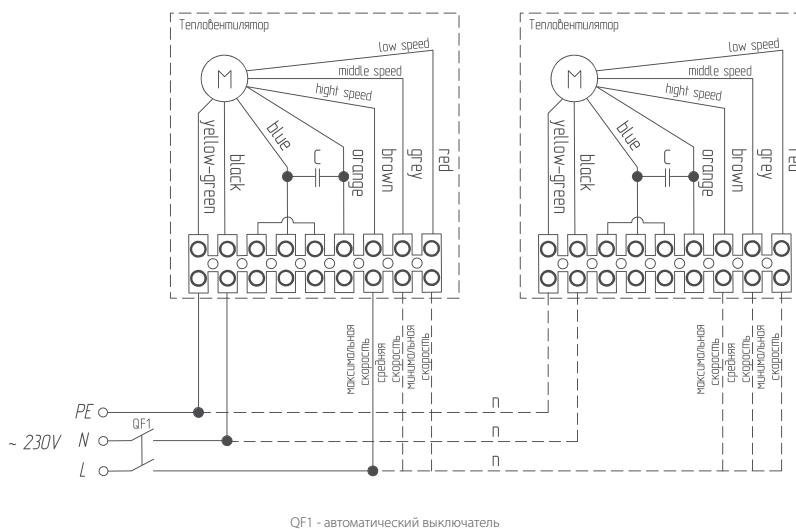 Тепловентилятор
M
low speed
middle speed
hight speed
yellow-green
black
blue
C
orange
brown
grey
red
максимальная
скорость
средняя
скорость
минимальная
скорость
Тепловентилятор
M
low speed
middle speed
hight speed
yellow-green
black
blue
C
orange
brown
grey
red
максимальная
скорость
средняя
скорость
минимальная
скорость
PE
n
QF1
~ 230V
N
n
L
n
QF1 - автоматический выключатель